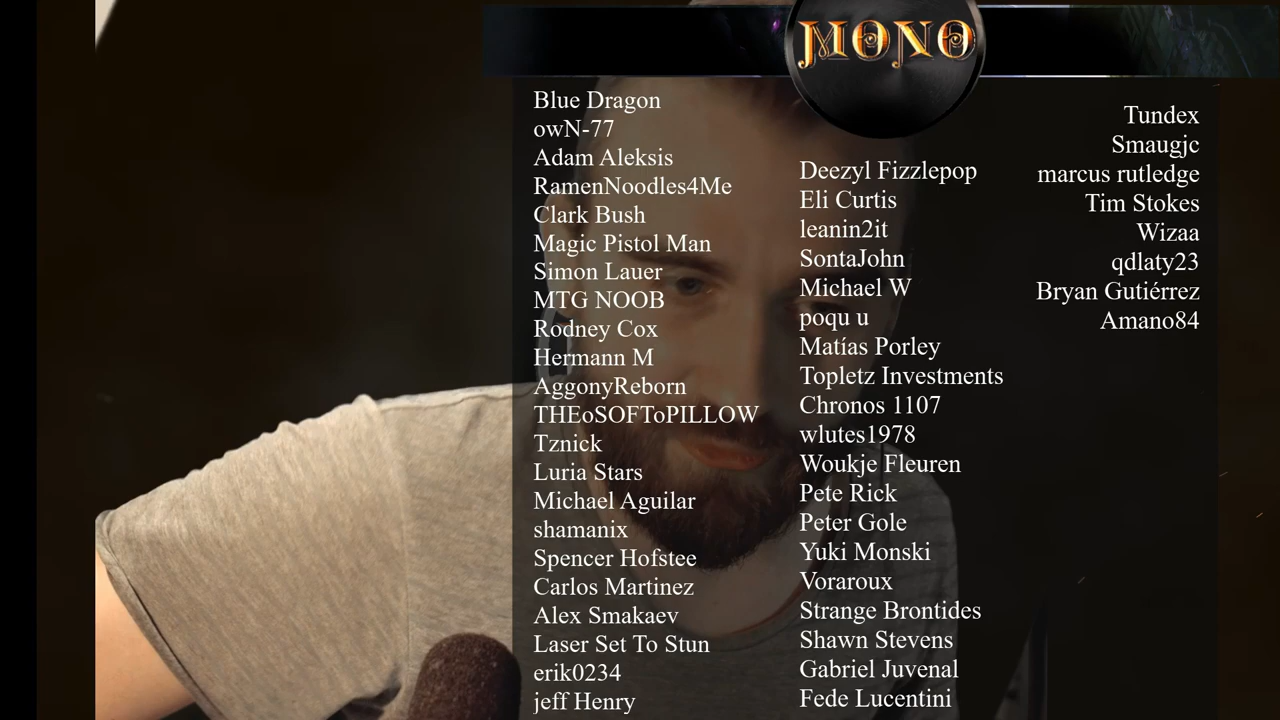 MONO
Blue Dragon
owN-77
Adam Aleksis
RamenNoodles4Me
Clark Bush
Magic Pistol Man
Simon Lauer
MTG NOOB
Rodney Cox
Hermann M
AggonyReborn
THEoSOFToPILLOW
Tznick
Luria Stars
Michael Aguilar
shamanix
Spencer Hofstee
Carlos Martinez
Alex Smakaev
Laser Set To Stun
erik0234
jeff Henry
Deezyl Fizzlepop
Eli Curtis
leanin2it
SontaJohn
Michael W
poqu u
Matías Porley
Topletz Investments
Chronos 1107
wlutes1978
Woukje Fleuren
Pete Rick
Peter Gole
Yuki Monski
Voraroux
Strange Brontides
Shawn Stevens
Gabriel Juvenal
Fede Lucentini
Tundex
Smaugjc
marcus rutledge
Tim Stokes
Wizaa
qdlaty23
Bryan Gutiérrez
Amano84